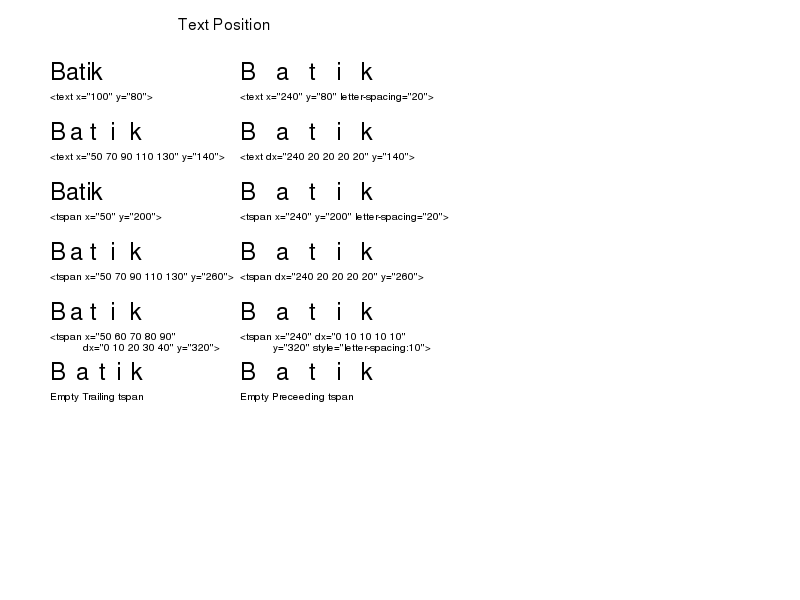 Text Position
Batik
B a t i k
<text x="100" y="80">
<text x="240" y="80" letter-spacing="20">
B a t i k
B a t i k
<text x="50 70 90 110 130" y="140">
<text dx="240 20 20 20 20" y="140">
Batik
B a t i k
<tspan x="50" y="200">
<tspan x="240" y="200" letter-spacing="20">
B a t i k
B a t i k
<tspan x="50 70 90 110 130" y="260">
<tspan dx="240 20 20 20 20" y="260">
B a t i k
B a t i k
<tspan x="50 60 70 80 90"
dx="0 10 20 30 40" y="320">
<tspan x="240" dx="0 10 10 10 10"
y="320" style="letter-spacing:10">
B a t i k
B a t i k
Empty Trailing tspan
Empty Preceeding tspan